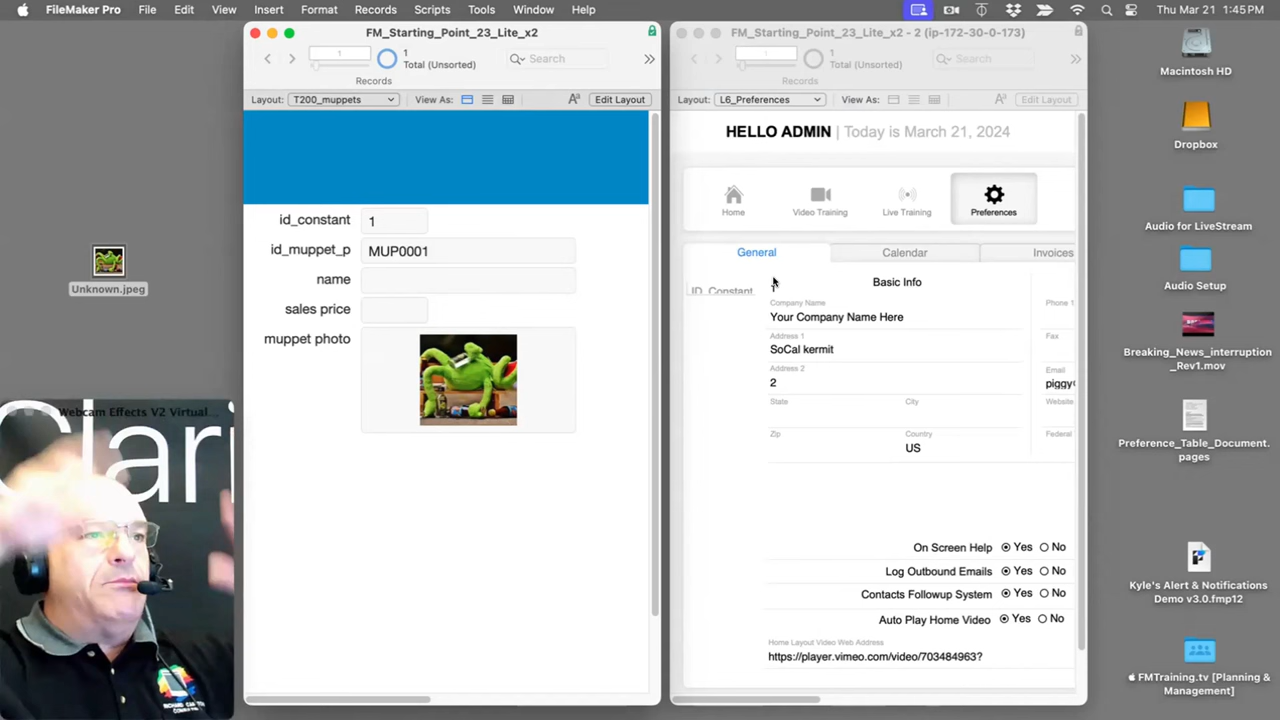 FileMaker Pro File Edit View Insert Format Records Scripts Tools Window Help
Thu Mar 21 1:45 PM
FM_Starting_Point_23_Lite_x2
1
1
Total (Unsorted)
Search
Records
Layout: T200_muppets View As: Edit Layout
id_constant 1
id_muppet_p MUP0001
name
sales price
muppet photo
FM_Starting_Point_23_Lite_x2 - 2 (ip-172-30-0-173)
1
1
Total (Unsorted)
Search
Records
Layout: L6_Preferences View As: Edit Layout
HELLO ADMIN | Today is March 21, 2024
Home Video Training Live Training Preferences
General Calendar Invoices
ID_Constant
Basic Info
Company Name Phone 1
Your Company Name Here
Address 1 Fax
SoCal kermit
Address 2 Email
2
State City Website
Zip Country Federal
US
On Screen Help Yes No
Log Outbound Emails Yes No
Contacts Followup System Yes No
Auto Play Home Video Yes No
Home Layout Video Web Address
https://player.vimeo.com/video/703484963?
Unknown.jpeg
Webcam Effects V2 Virtual...
Clari
Macintosh HD
Dropbox
Audio for LiveStream
Audio Setup
Breaking_News_interruption
_Rev1.mov
Preference_Table_Document.
pages
Kyle's Alert & Notifications
Demo v3.0.fmp12
FMTraining.tv [Planning &
Management]